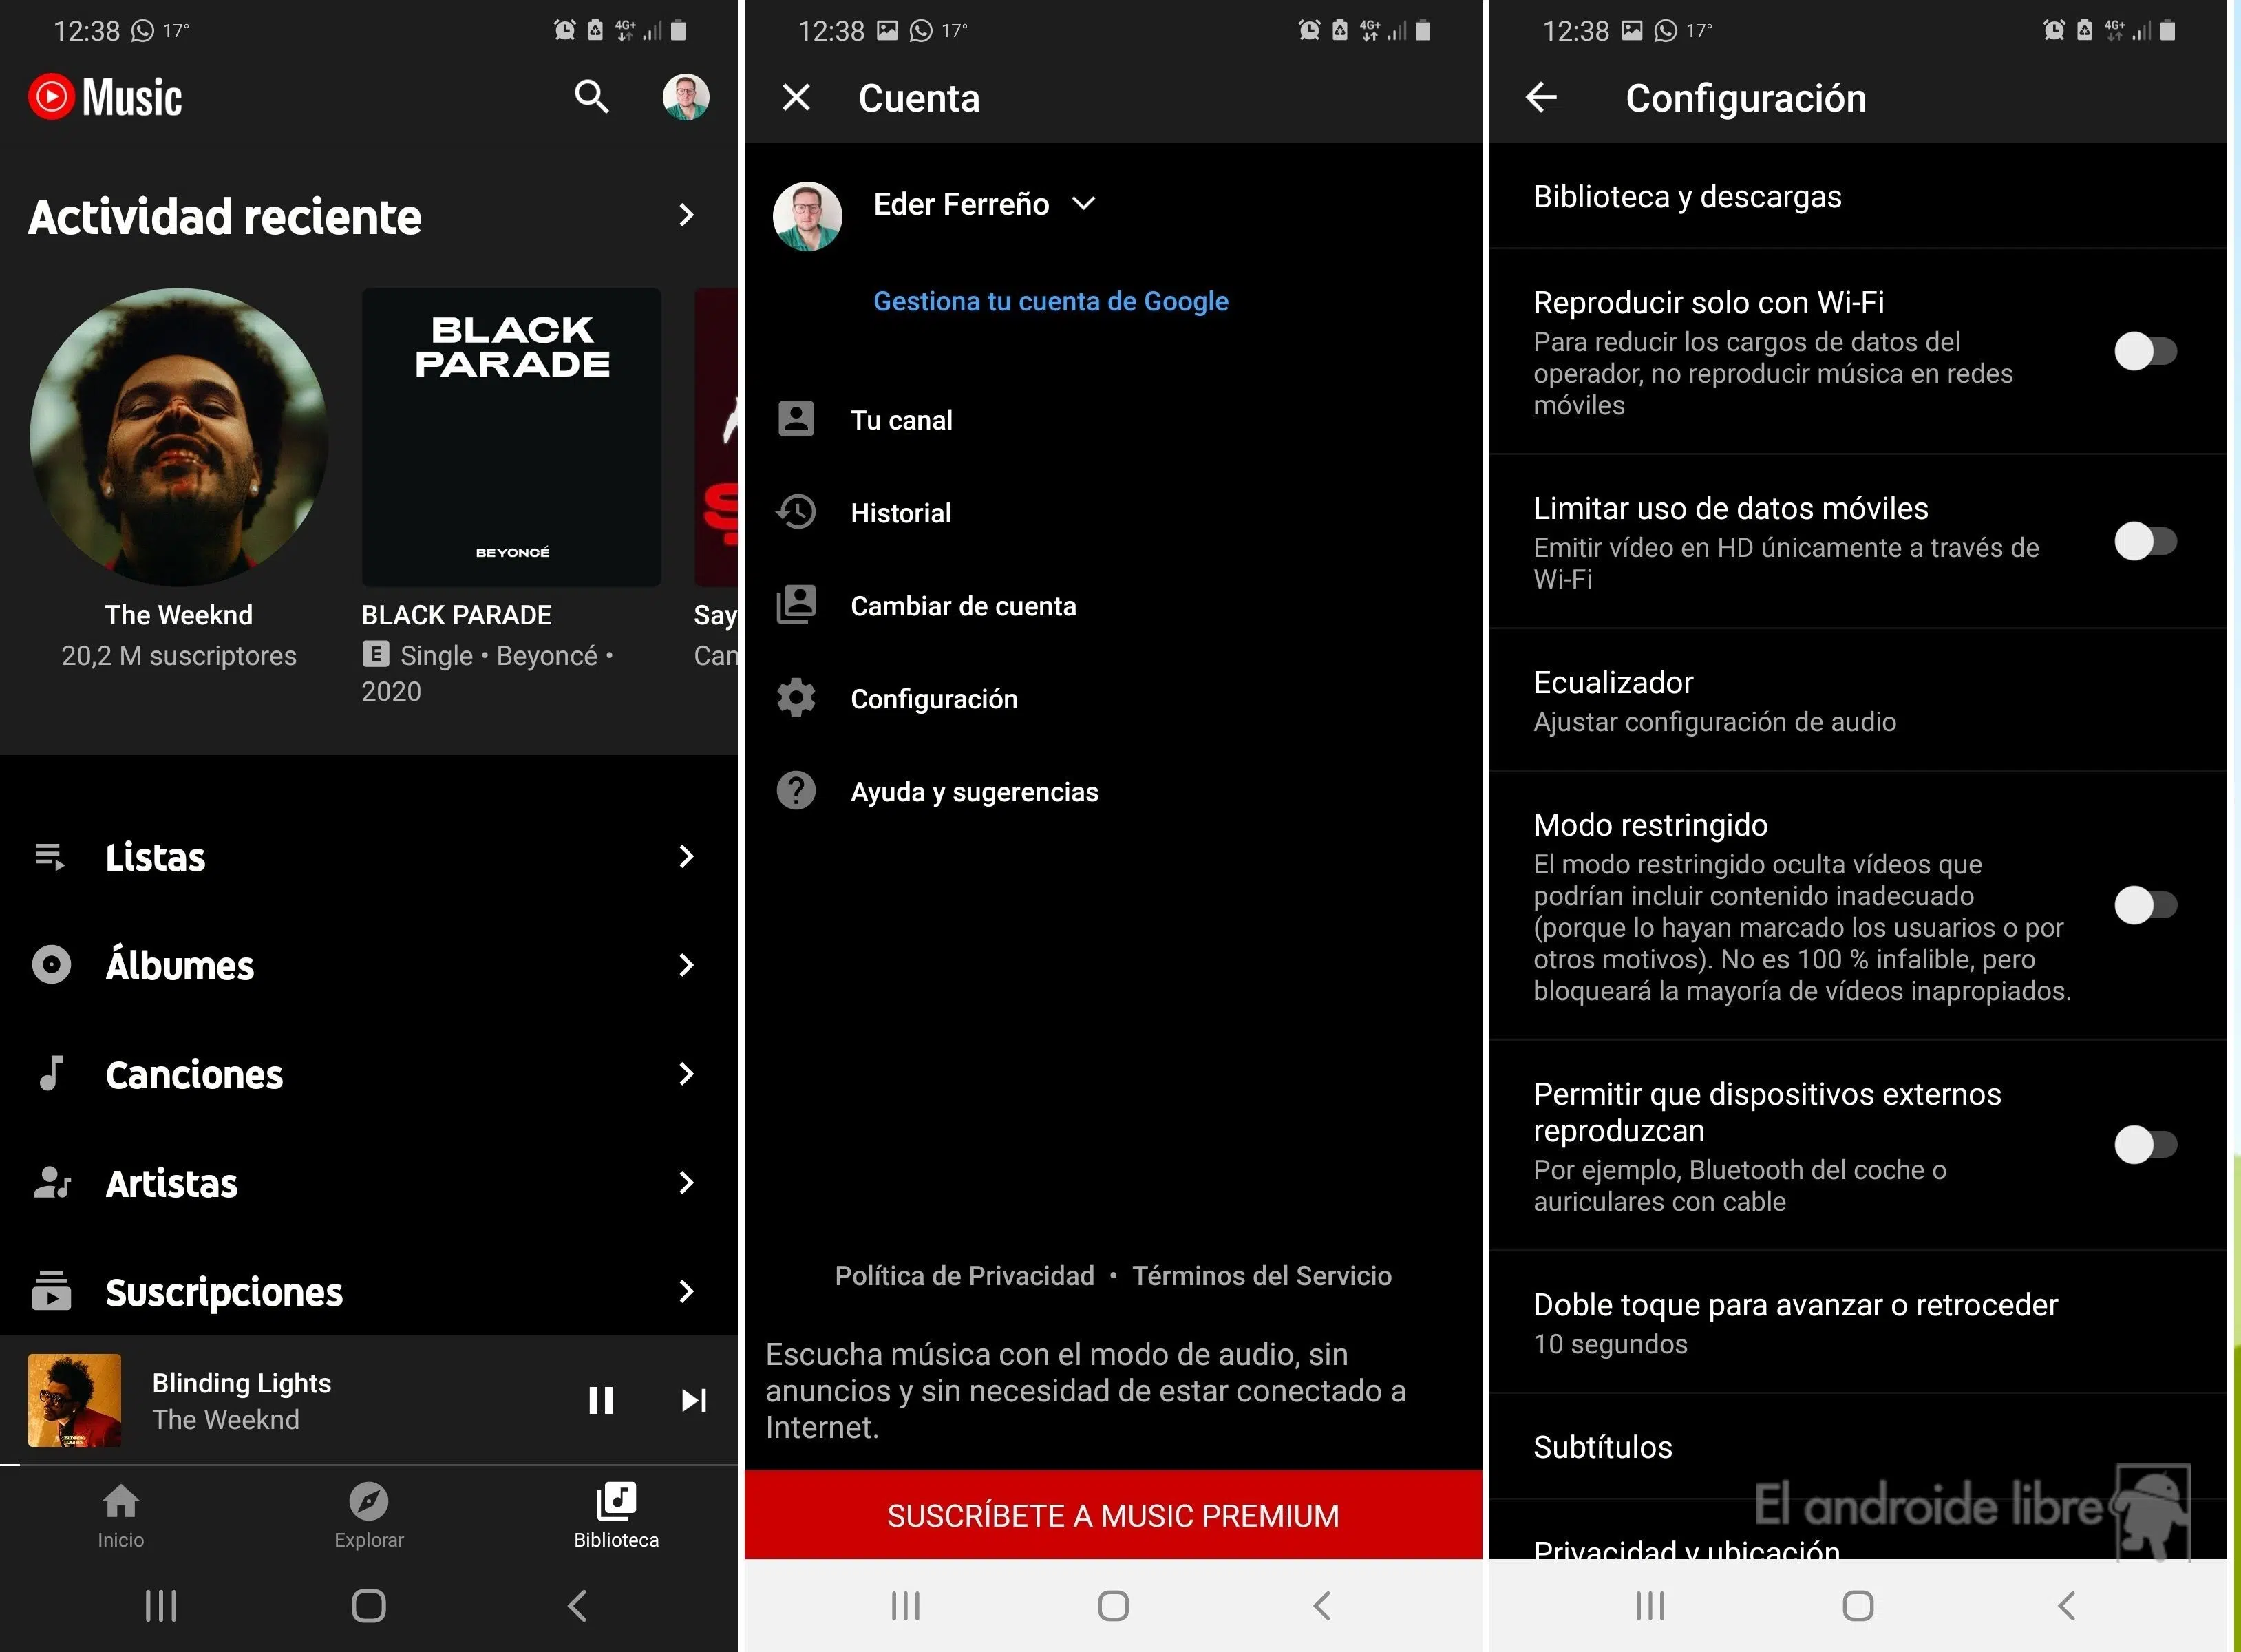 12:38 17°
4G+
Music
Actividad reciente
BLACK
PARADE
BEYONCÉ
The Weeknd
20,2 M suscriptores
BLACK PARADE
E Single • Beyoncé •
2020
Say
Can
Listas
Álbumes
Canciones
Artistas
Suscripciones
Blinding Lights
The Weeknd
Inicio
Explorar
Biblioteca
12:38 17°
4G+
Cuenta
Eder Ferreño
Gestiona tu cuenta de Google
Tu canal
Historial
Cambiar de cuenta
Configuración
Ayuda y sugerencias
Política de Privacidad • Términos del Servicio
Escucha música con el modo de audio, sin
anuncios y sin necesidad de estar conectado a
Internet.
SUSCRÍBETE A MUSIC PREMIUM
12:38 17°
4G+
Configuración
Biblioteca y descargas
Reproducir solo con Wi-Fi
Para reducir los cargos de datos del
operador, no reproducir música en redes
móviles
Limitar uso de datos móviles
Emitir vídeo en HD únicamente a través de
Wi-Fi
Ecualizador
Ajustar configuración de audio
Modo restringido
El modo restringido oculta vídeos que
podrían incluir contenido inadecuado
(porque lo hayan marcado los usuarios o por
otros motivos). No es 100 % infalible, pero
bloqueará la mayoría de vídeos inapropiados.
Permitir que dispositivos externos
reproduzcan
Por ejemplo, Bluetooth del coche o
auriculares con cable
Doble toque para avanzar o retroceder
10 segundos
Subtítulos
El androide libre
Privacidad y ubicación